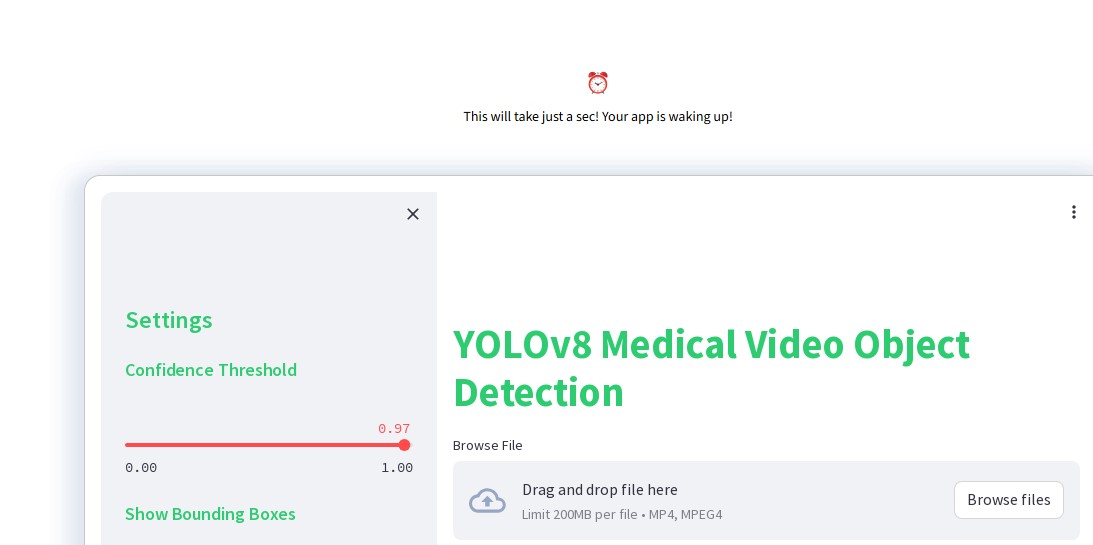 This will take just a sec! Your app is waking up!
Settings
Confidence Threshold
0.97
0.00 1.00
Show Bounding Boxes
YOLOv8 Medical Video Object
Detection
Browse File
Drag and drop file here
Limit 200MB per file • MP4, MPEG4
Browse files